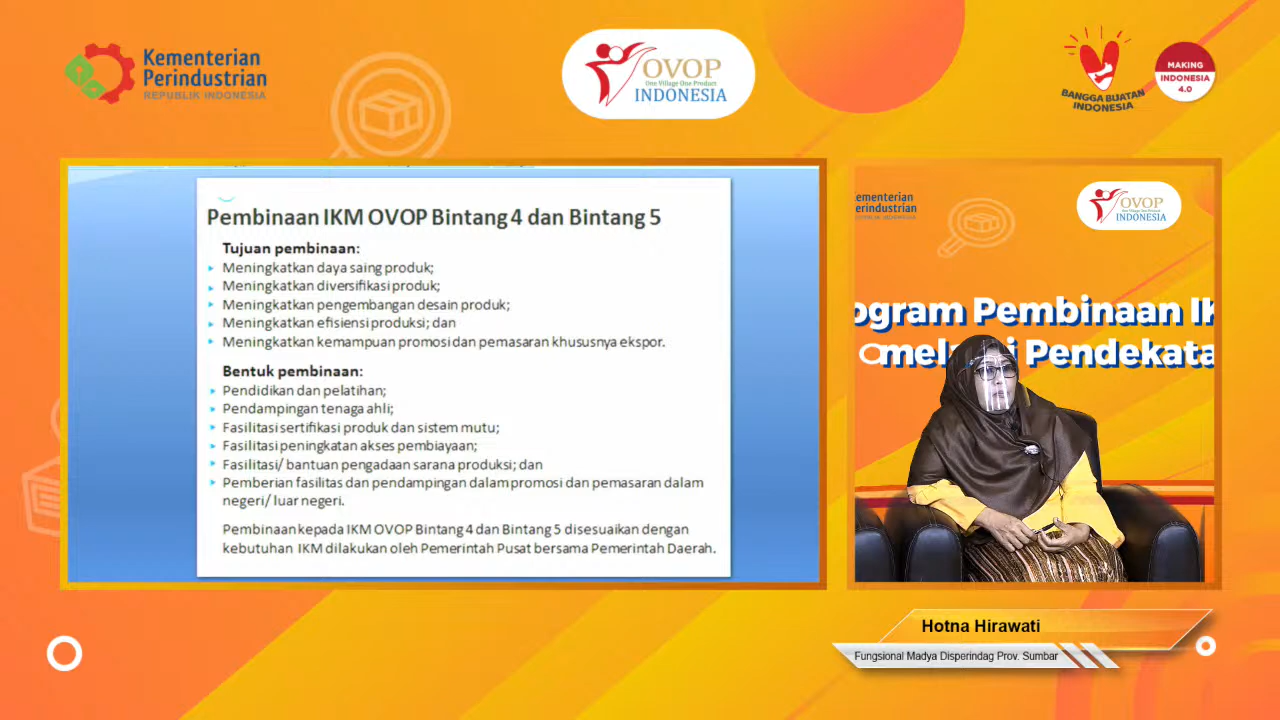 Kementerian
Perindustrian
REPUBLIK INDONESIA
OVOP
One Village One Product
INDONESIA
BANGGA BUATAN
INDONESIA
MAKING
INDONESIA
4.0
Pembinaan IKM OVOP Bintang 4 dan Bintang 5
Tujuan pembinaan:
Meningkatkan daya saing produk;
Meningkatkan diversifikasi produk;
Meningkatkan pengembangan desain produk;
Meningkatkan efisiensi produksi; dan
Meningkatkan kemampuan promosi dan pemasaran khususnya ekspor.
Bentuk pembinaan:
Pendidikan dan pelatihan;
Pendampingan tenaga ahli;
Fasilitasi sertifikasi produk dan sistem mutu;
Fasilitasi peningkatan akses pembiayaan;
Fasilitasi/ bantuan pengadaan sarana produksi; dan
Pemberian fasilitas dan pendampingan dalam promosi dan pemasaran dalam
negeri/ luar negeri.
Pembinaan kepada IKM OVOP Bintang 4 dan Bintang 5 disesuaikan dengan
kebutuhan IKM dilakukan oleh Pemerintah Pusat bersama Pemerintah Daerah.
ementerian
erindustrian
OVOP
INDONESIA
ogram Pembinaan IK
Pendekata
Hotna Hirawati
Fungsional Madya Disperindag Prov. Sumbar